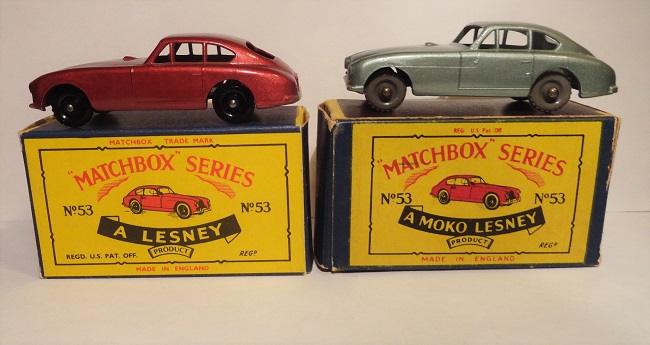 MATCHBOX TRADE MARK
"MATCHBOX" SERIES
No53 No53
A LESNEY
PRODUCT
REGD. U.S. PAT. OFF. REGD
MADE IN ENGLAND
REG. U.S Pat. Off
"MATCHBOX" SERIES
No53 No53
A MOKO LESNEY
PRODUCT
REGD
MADE IN ENGLAND